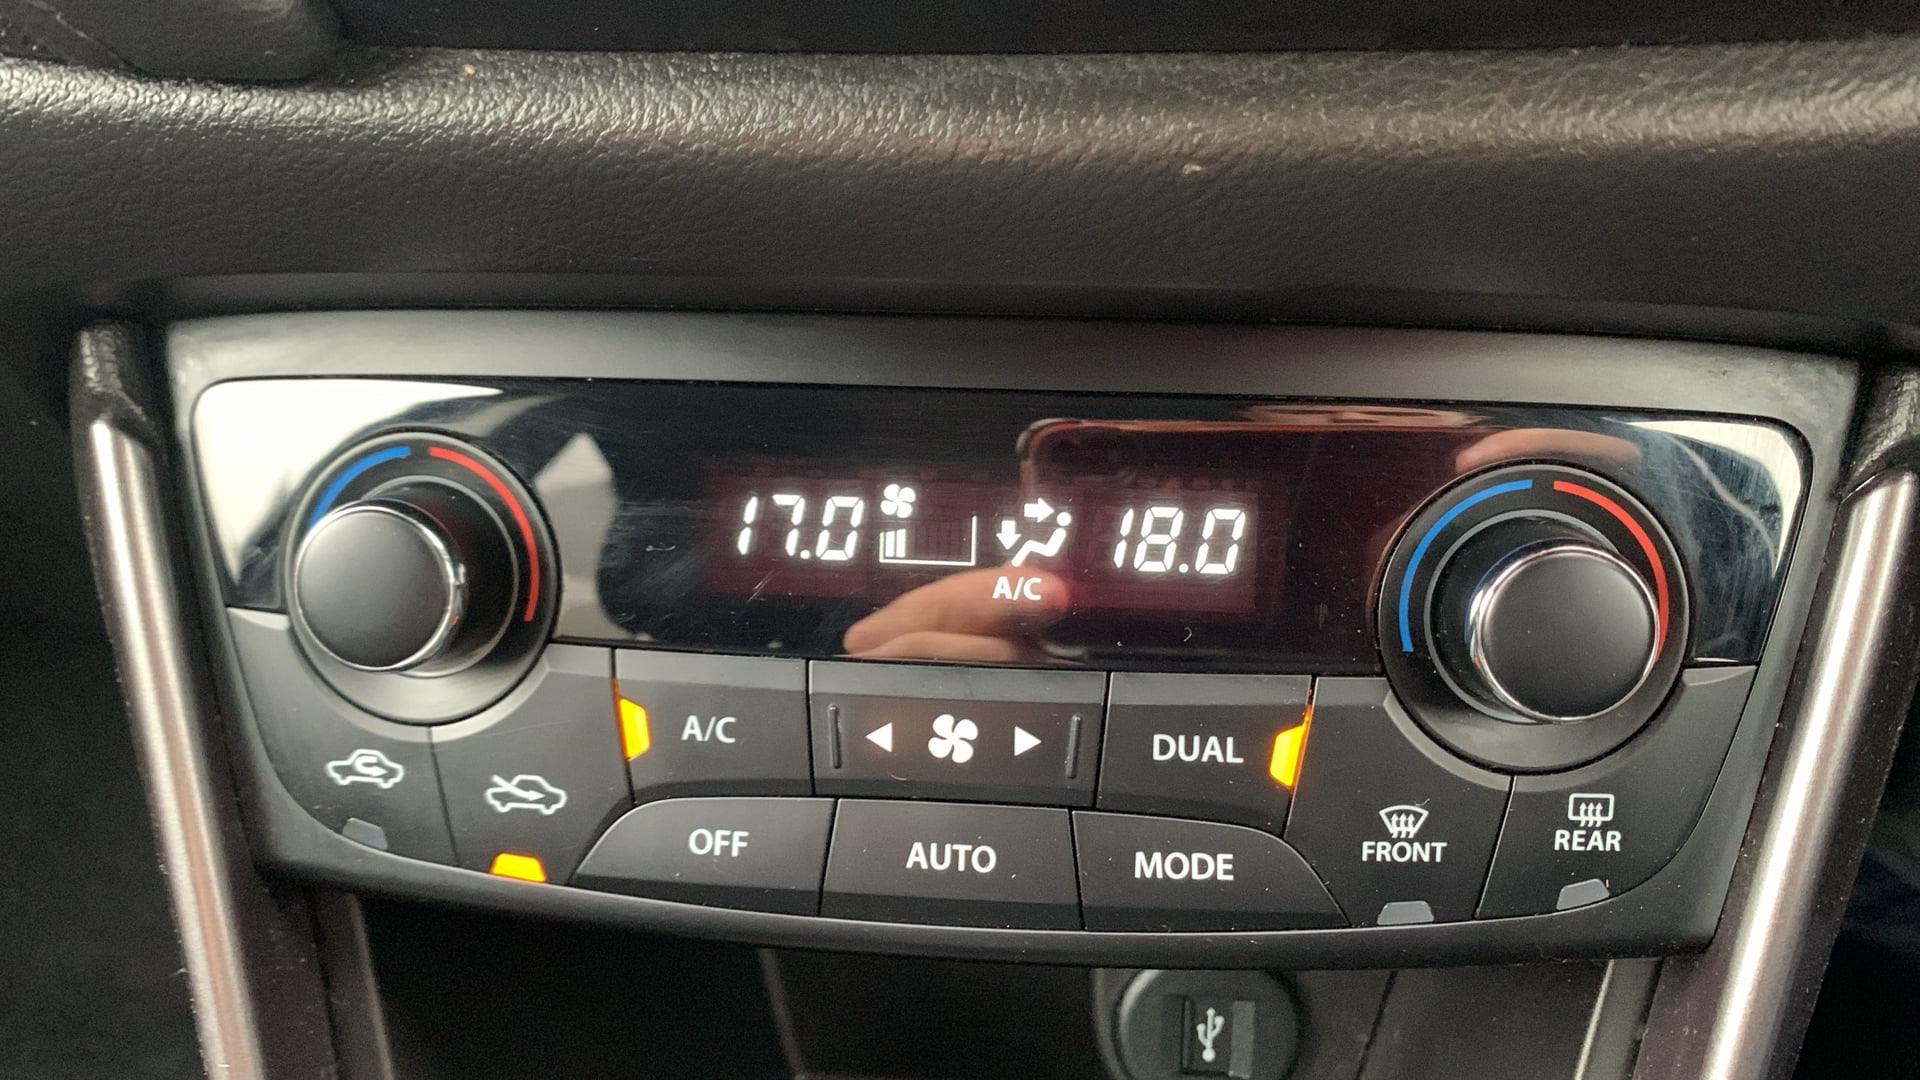 17.0
18.0
A/C
A/C
DUAL
OFF
AUTO
MODE
FRONT
REAR